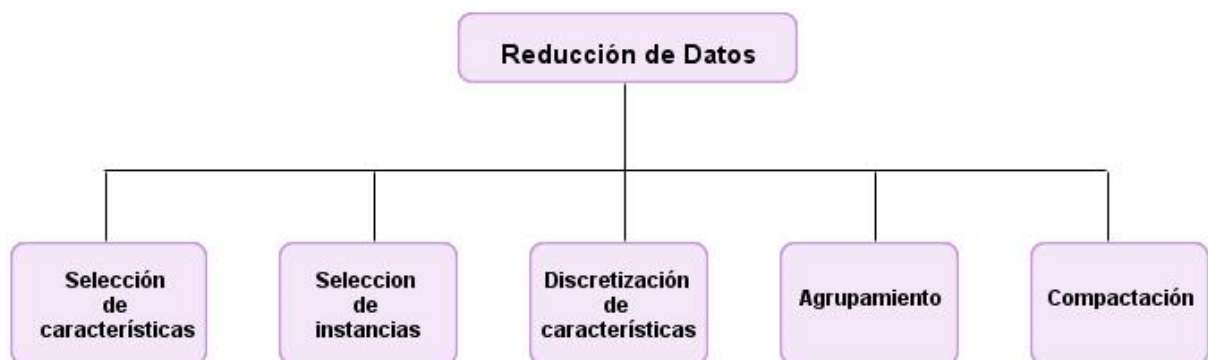 Reducción de Datos
Selección
de
características
Seleccion
de
instancias
Discretización
de
características
Agrupamiento
Compactación